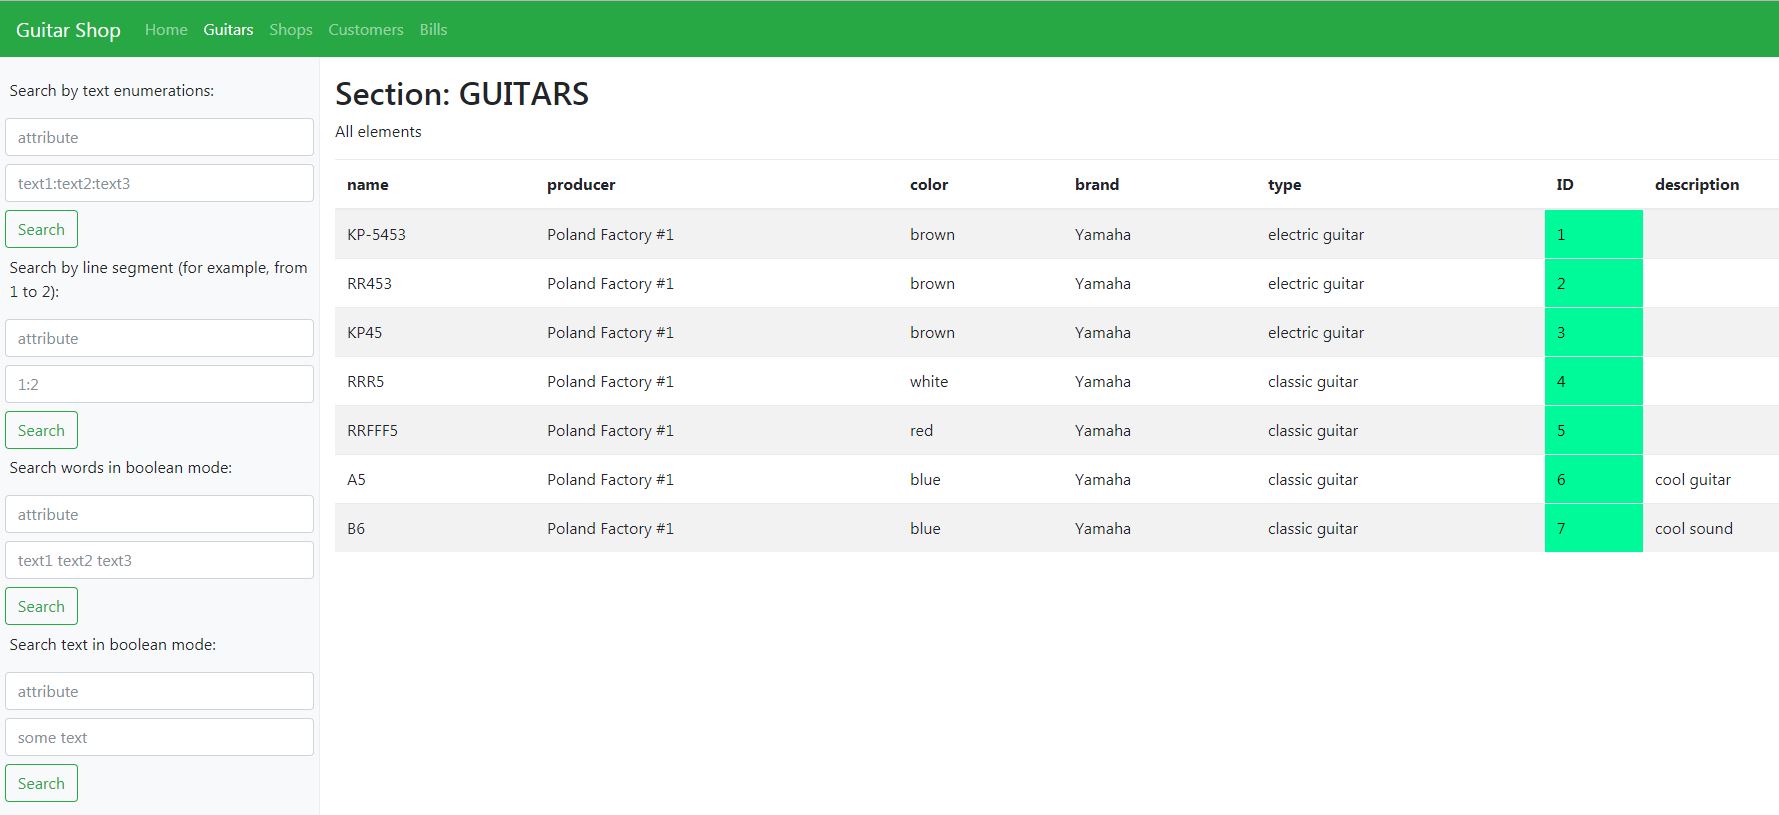 Guitar Shop Home Guitars Shops Customers Bills
Search by text enumerations:
attribute
text1:text2:text3
Search
Search by line segment (for example, from
1 to 2):
attribute
1:2
Search
Search words in boolean mode:
attribute
text1 text2 text3
Search
Search text in boolean mode:
attribute
some text
Search
Section: GUITARS
All elements
name producer color brand type ID description
KP-5453 Poland Factory #1 brown Yamaha electric guitar 1
RR453 Poland Factory #1 brown Yamaha electric guitar 2
KP45 Poland Factory #1 brown Yamaha electric guitar 3
RRR5 Poland Factory #1 white Yamaha classic guitar 4
RRFFF5 Poland Factory #1 red Yamaha classic guitar 5
A5 Poland Factory #1 blue Yamaha classic guitar 6 cool guitar
B6 Poland Factory #1 blue Yamaha classic guitar 7 cool sound